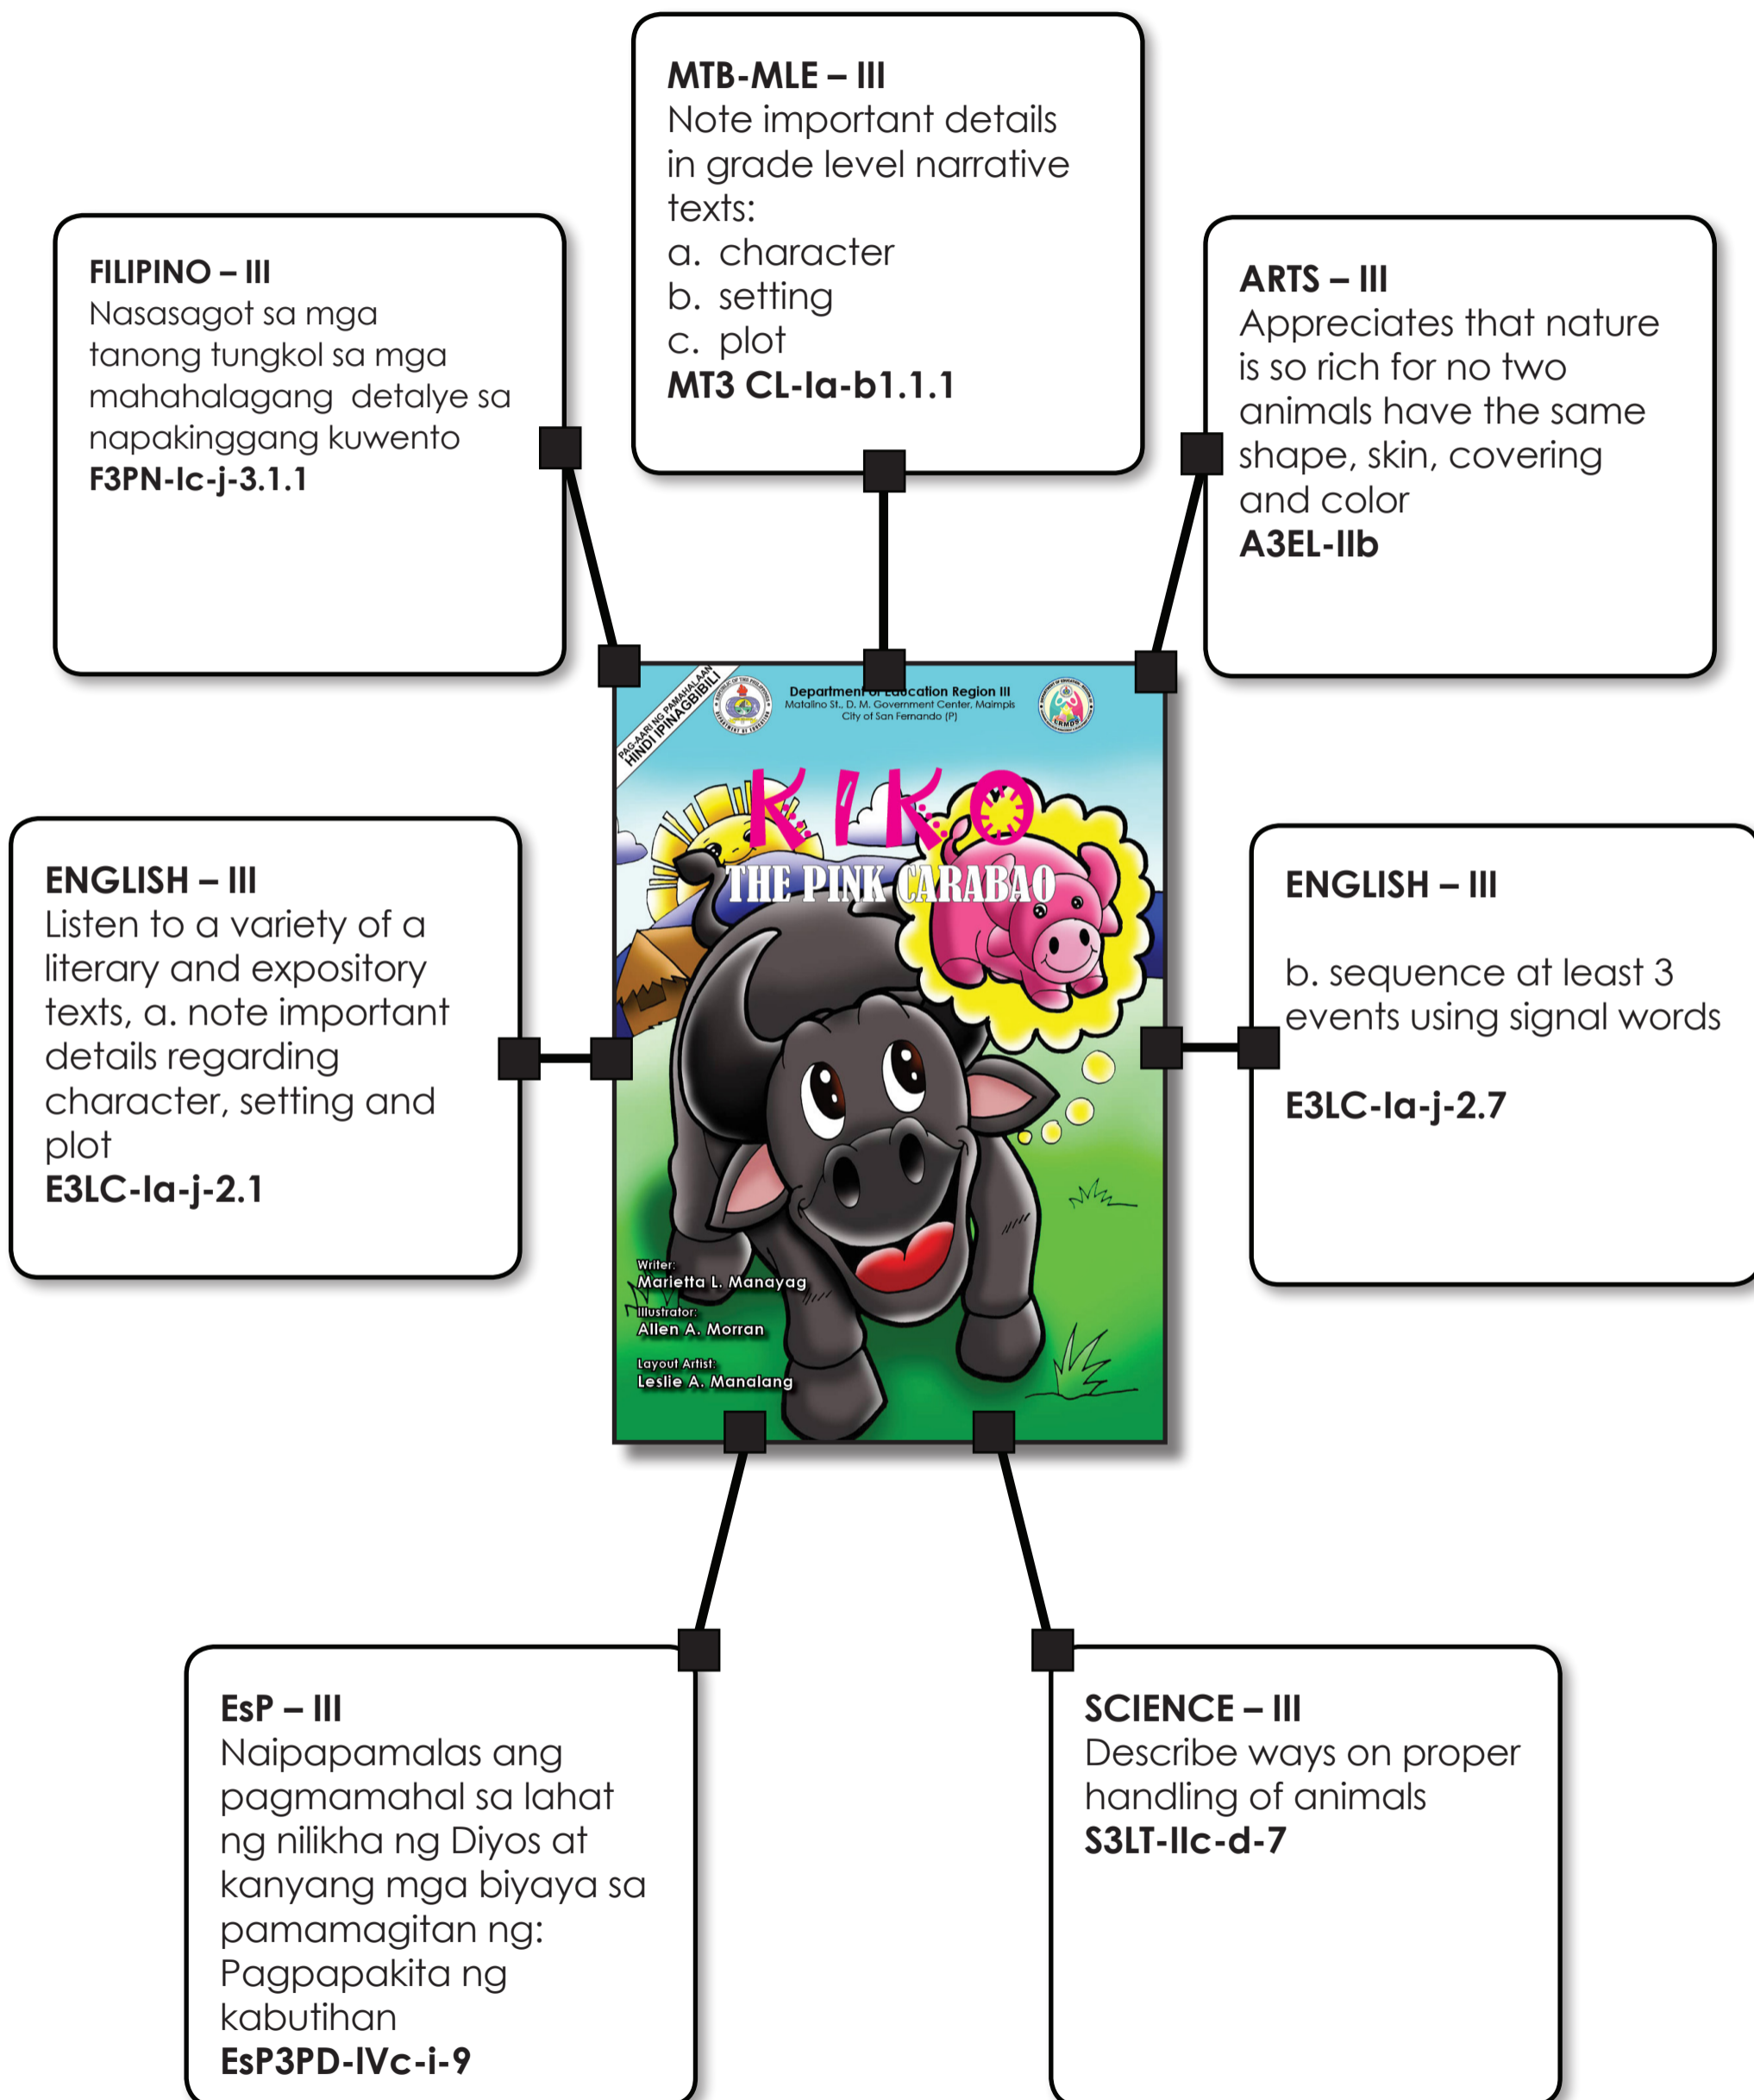 MTB-MLE – III
Note important details
in grade level narrative
texts:
a. character
b. setting
c. plot
MT3 CL-Ia-b1.1.1
FILIPINO – III
Nasasagot sa mga
tanong tungkol sa mga
mahahalagang detalye sa
napakinggang kuwento
F3PN-Ic-j-3.1.1
ARTS – III
Appreciates that nature
is so rich for no two
animals have the same
shape, skin, covering
and color
A3EL-IIb
PAG-AARI NG PAMAHALAAN
HINDI IPINAGBIBILI
Department of Education Region III
Matalino St., D. M. Government Center, Maimpis
City of San Fernando (P)
KIKO
THE PINK CARABAO
Writer:
Marietta L. Manayag
Illustrator:
Allen A. Morran
Layout Artist:
Leslie A. Manalang
ENGLISH – III
Listen to a variety of a
literary and expository
texts, a. note important
details regarding
character, setting and
plot
E3LC-Ia-j-2.1
ENGLISH – III
b. sequence at least 3
events using signal words
E3LC-Ia-j-2.7
EsP – III
Naipapamalas ang
pagmamahal sa lahat
ng nilikha ng Diyos at
kanyang mga biyaya sa
pamamagitan ng:
Pagpapakita ng
kabutihan
EsP3PD-IVc-i-9
SCIENCE – III
Describe ways on proper
handling of animals
S3LT-IIc-d-7